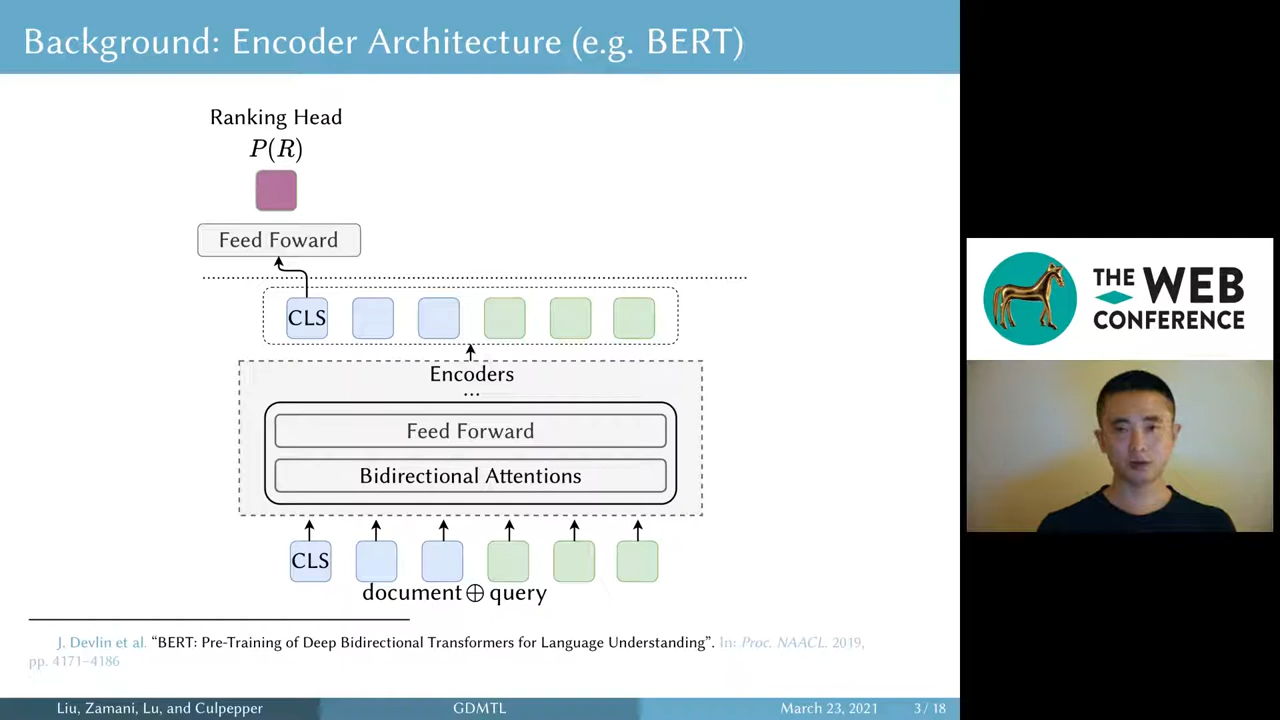 Background: Encoder Architecture (e.g. BERT)
Ranking Head
P(R)
Feed Foward
CLS
Encoders
...
Feed Forward
Bidirectional Attentions
CLS
document ⊕ query
J. Devlin et al. “BERT: Pre-Training of Deep Bidirectional Transformers for Language Understanding”. In: Proc. NAACL. 2019,
pp. 4171–4186
Liu, Zamani, Lu, and Culpepper GDMTL March 23, 2021 3 / 18
THE WEB
CONFERENCE